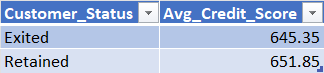 Customer_Status Avg_Credit_Score
Exited 645.35
Retained 651.85